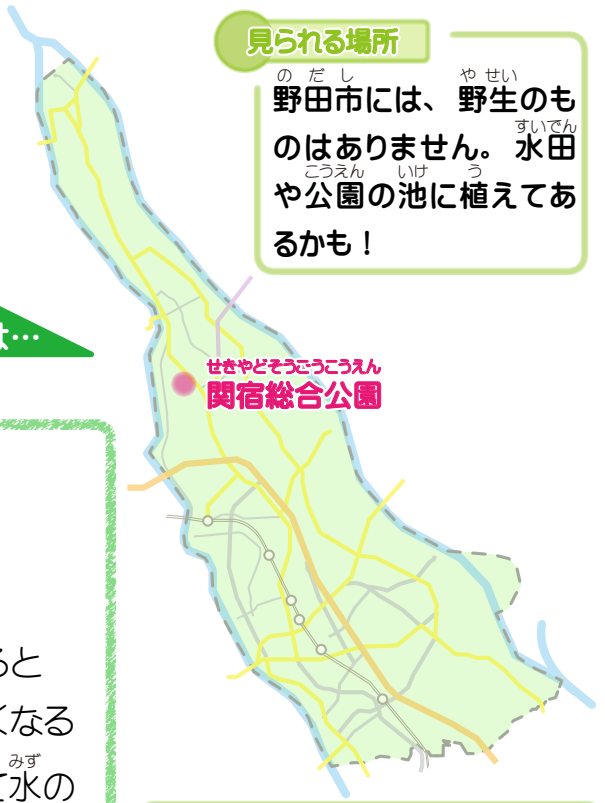 見られる場所
のだし やせい
野田市には、野生のも
すいでん
のはありません。水田
こうえん いけ う
や公園の池に植えてあ
るかも！
は…
せきやどそうごうこうえん
関宿総合公園
ると
くなる
みず
て水の